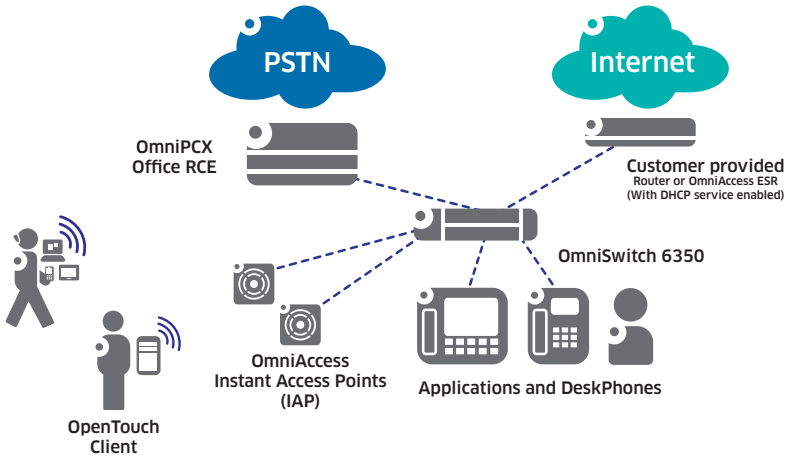 PSTN
Internet
OmniPCX
Office RCE
Customer provided
Router or OmniAccess ESR
(With DHCP service enabled)
OmniSwitch 6350
OmniAccess
Instant Access Points
(IAP)
Applications and DeskPhones
OpenTouch
Client